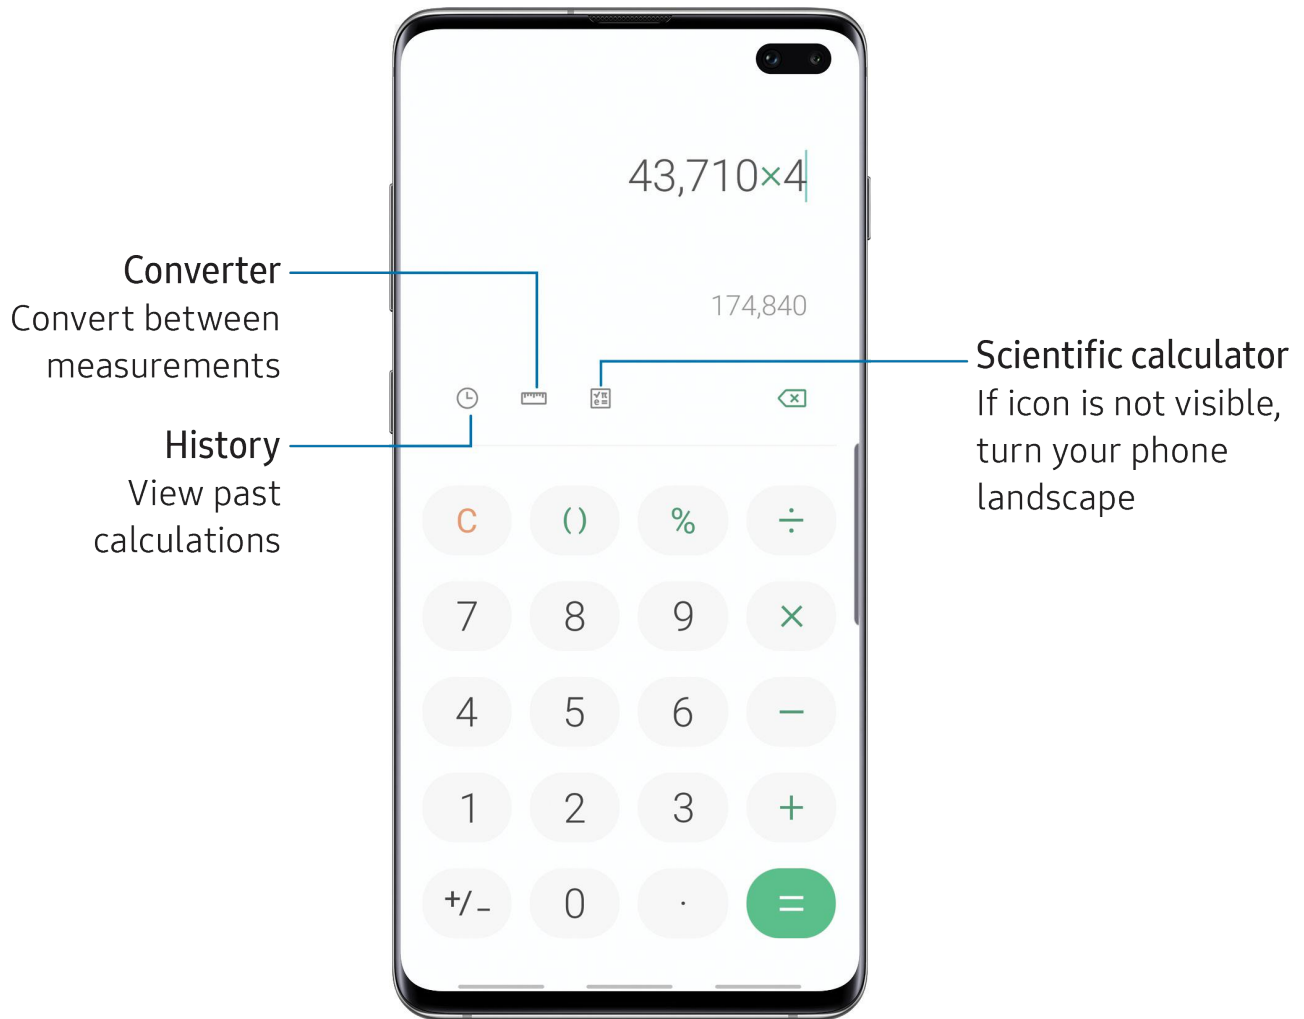 43,710×4
174,840
Converter
Convert between
measurements
History
View past
calculations
Scientific calculator
If icon is not visible,
turn your phone
landscape
√π
e=
C () % ÷
7 8 9 ×
4 5 6 −
1 2 3 +
+/− 0 . =